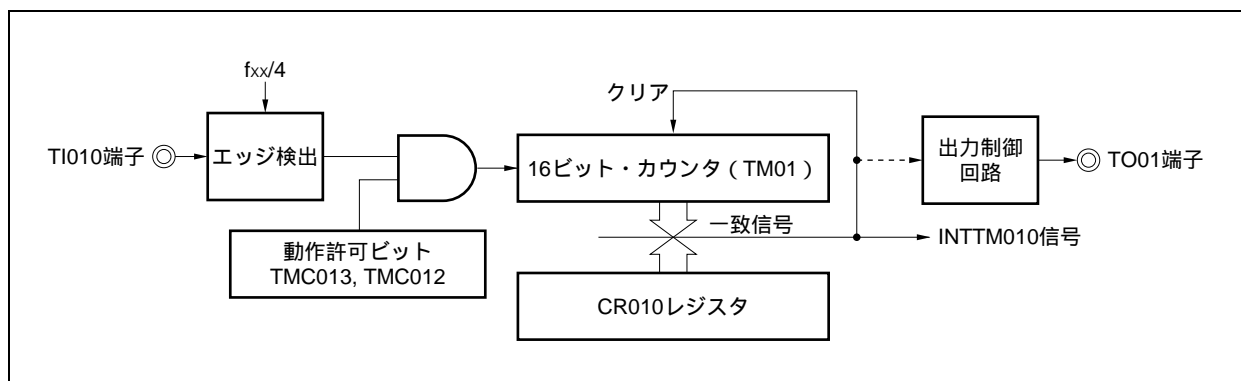 fxx/4
クリア
TI010端子
エッジ検出
16ビット・カウンタ（TM01）
出力制御
回路
TO01端子
一致信号
INTTM010信号
動作許可ビット
TMC013, TMC012
CR010レジスタ